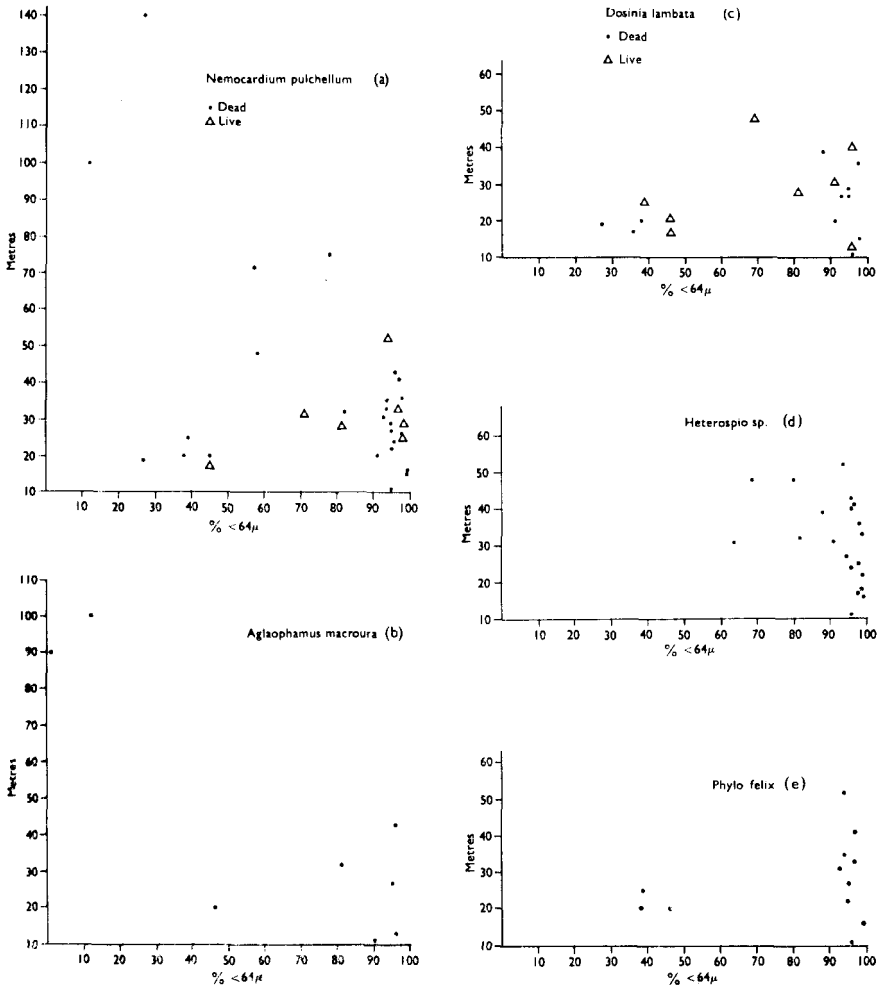 Nemocardium pulchellum (a)
• Dead
△ Live
Metres
140
130
120
110
100
90
80
70
60
50
40
30
20
10
10 20 30 40 50 60 70 80 90 100
% <64μ
Aglaophamus macroura (b)
Metres
110
100
90
80
70
60
50
40
30
20
10
10 20 30 40 50 60 70 80 90 100
% <64μ
Dosinia lambata (c)
• Dead
△ Live
Metres
60
50
40
30
20
10
10 20 30 40 50 60 70 80 90 100
% <64μ
Heterospio sp. (d)
Metres
60
50
40
30
20
10
10 20 30 40 50 60 70 80 90 100
% <64μ
Phylo felix (e)
Metres
60
50
40
30
20
10
10 20 30 40 50 60 70 80 90 100
% <64μ